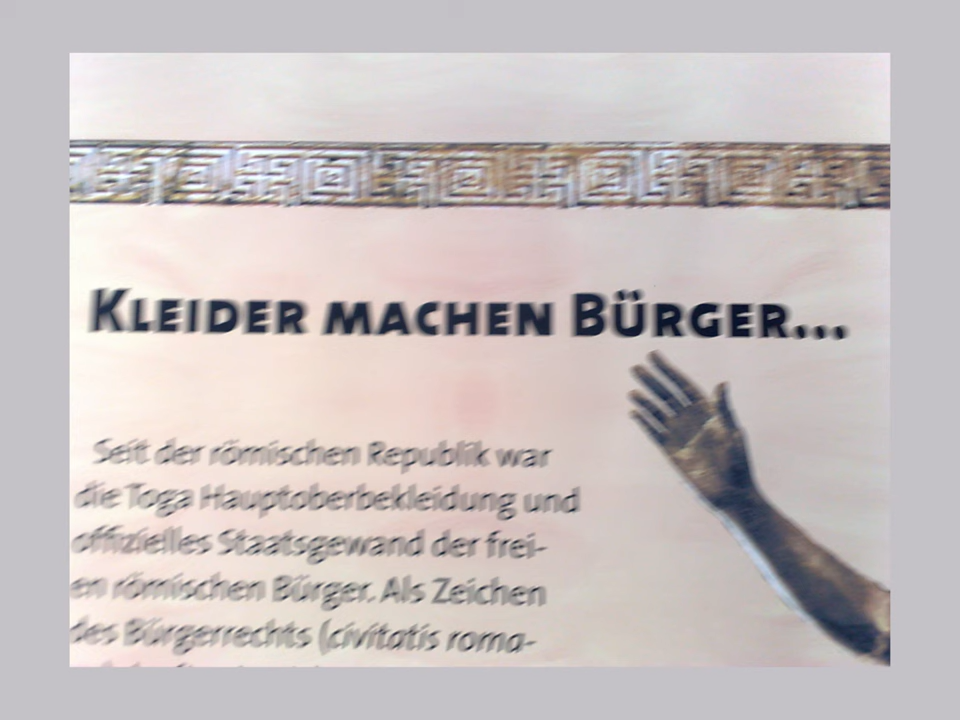 Kleider machen Bürger...
Seit der römischen Republik war
die Toga Hauptoberbekleidung und
offizielles Staatsgewand der frei-
en römischen Bürger. Als Zeichen
des Bürgerrechts (civitatis roma-